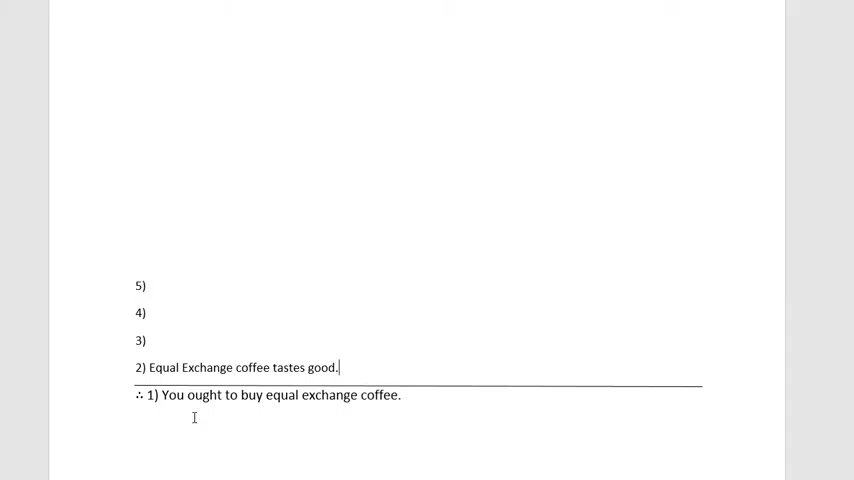 5)
4)
3)
2) Equal Exchange coffee tastes good.
∴ 1) You ought to buy equal exchange coffee.